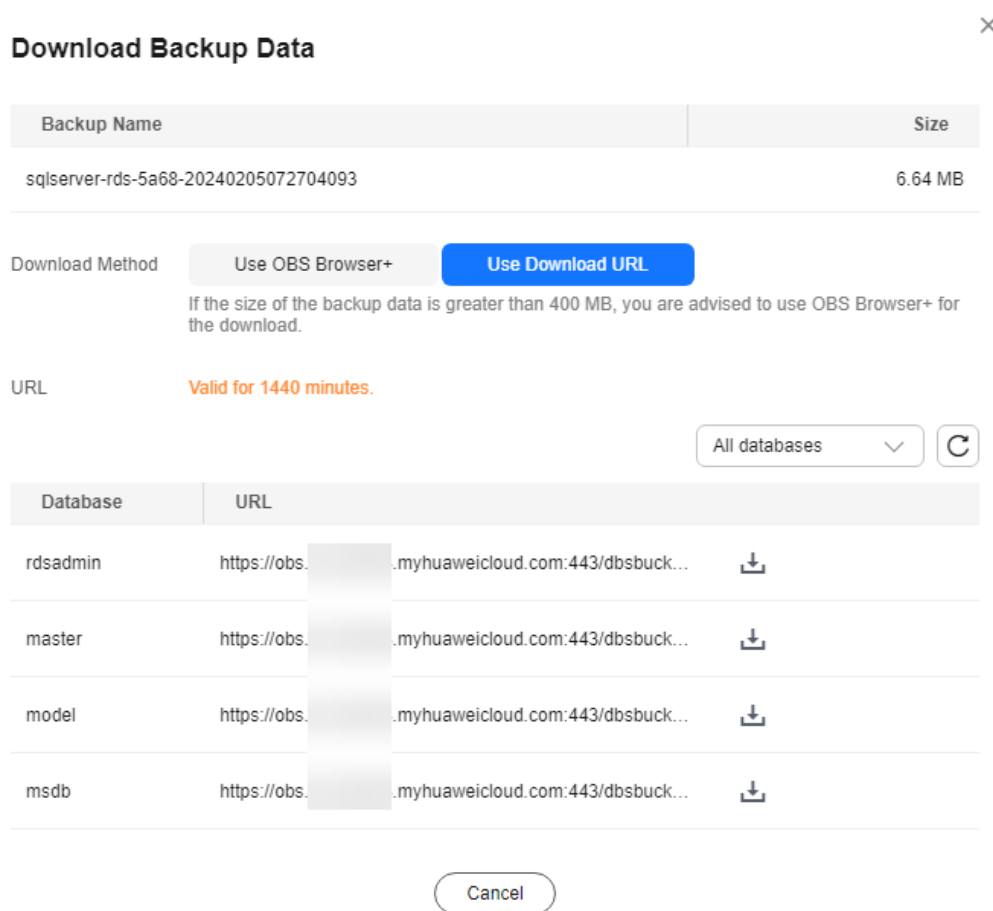 Download Backup Data
Backup Name Size
sqlserver-rds-5a68-20240205072704093 6.64 MB
Download Method Use OBS Browser+ Use Download URL
If the size of the backup data is greater than 400 MB, you are advised to use OBS Browser+ for
the download.
URL Valid for 1440 minutes.
All databases
Database URL
rdsadmin https://obs. .myhuaweicloud.com:443/dbsbuck...
master https://obs. .myhuaweicloud.com:443/dbsbuck...
model https://obs. .myhuaweicloud.com:443/dbsbuck...
msdb https://obs. .myhuaweicloud.com:443/dbsbuck...
Cancel